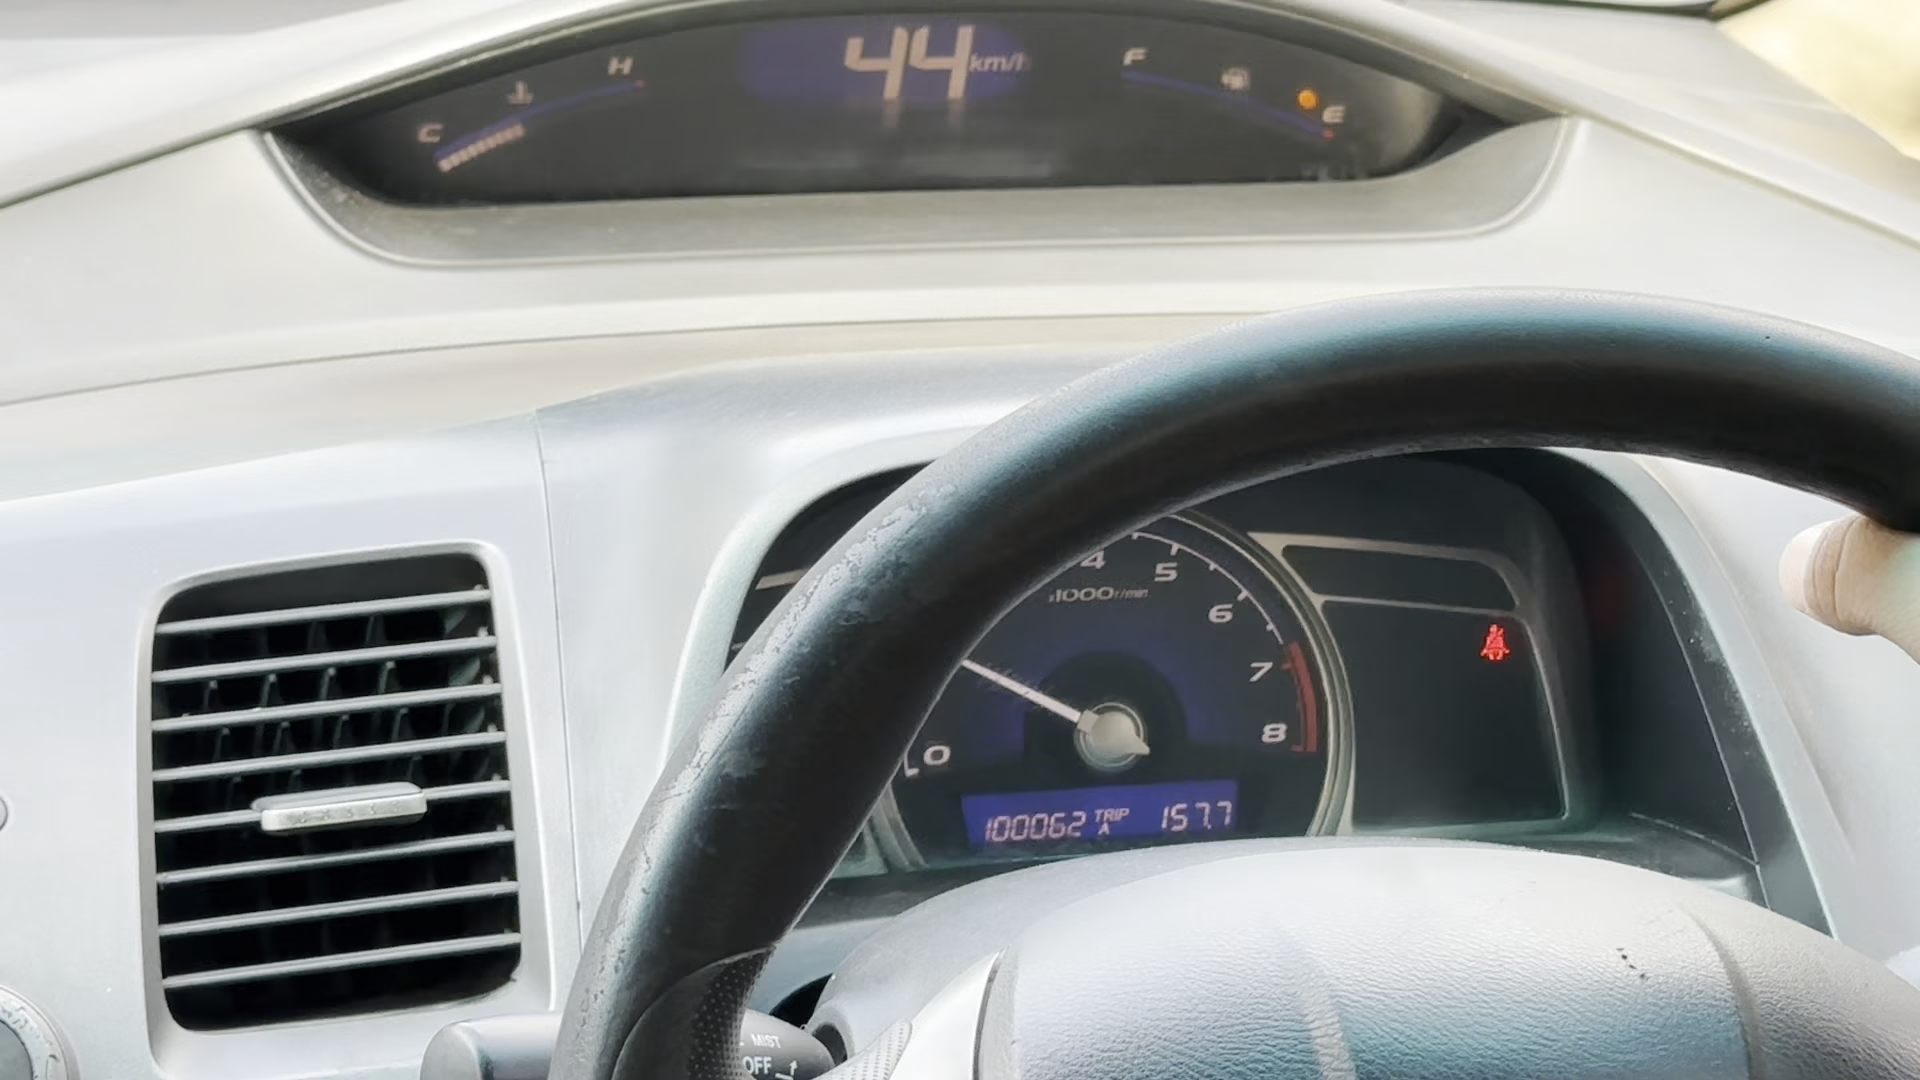 44 km/h
H
C
F
E
4
5
x1000r/min
6
7
8
0
100062 TRIP A 157.7
MIST
OFF